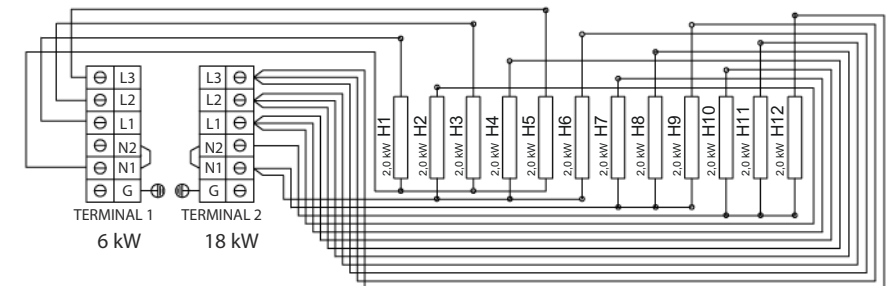 L3
L2
L1
N2
N1
G
TERMINAL 1
6 kW
L3
L2
L1
N2
N1
G
TERMINAL 2
18 kW
2,0 kW H1
2,0 kW H2
2,0 kW H3
2,0 kW H4
2,0 kW H5
2,0 kW H6
2,0 kW H7
2,0 kW H8
2,0 kW H9
2,0 kW H10
2,0 kW H11
2,0 kW H12